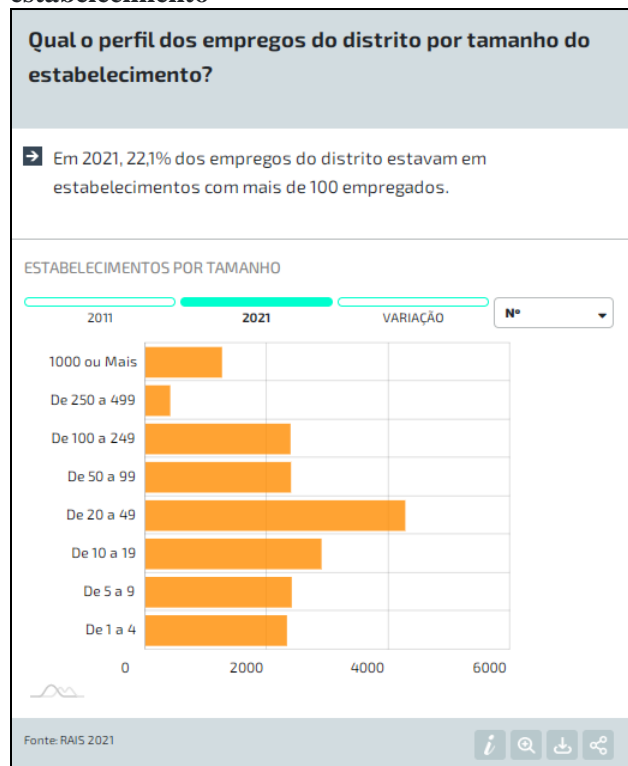 Qual o perfil dos empregos do distrito por tamanho do
estabelecimento?
Em 2021, 22,1% dos empregos do distrito estavam em
estabelecimentos com mais de 100 empregados.
ESTABELECIMENTOS POR TAMANHO
2011
2021
VARIAÇÃO
Nº
1000 ou Mais
De 250 a 499
De 100 a 249
De 50 a 99
De 20 a 49
De 10 a 19
De 5 a 9
De 1 a 4
0 2000 4000 6000
Fonte: RAIS 2021